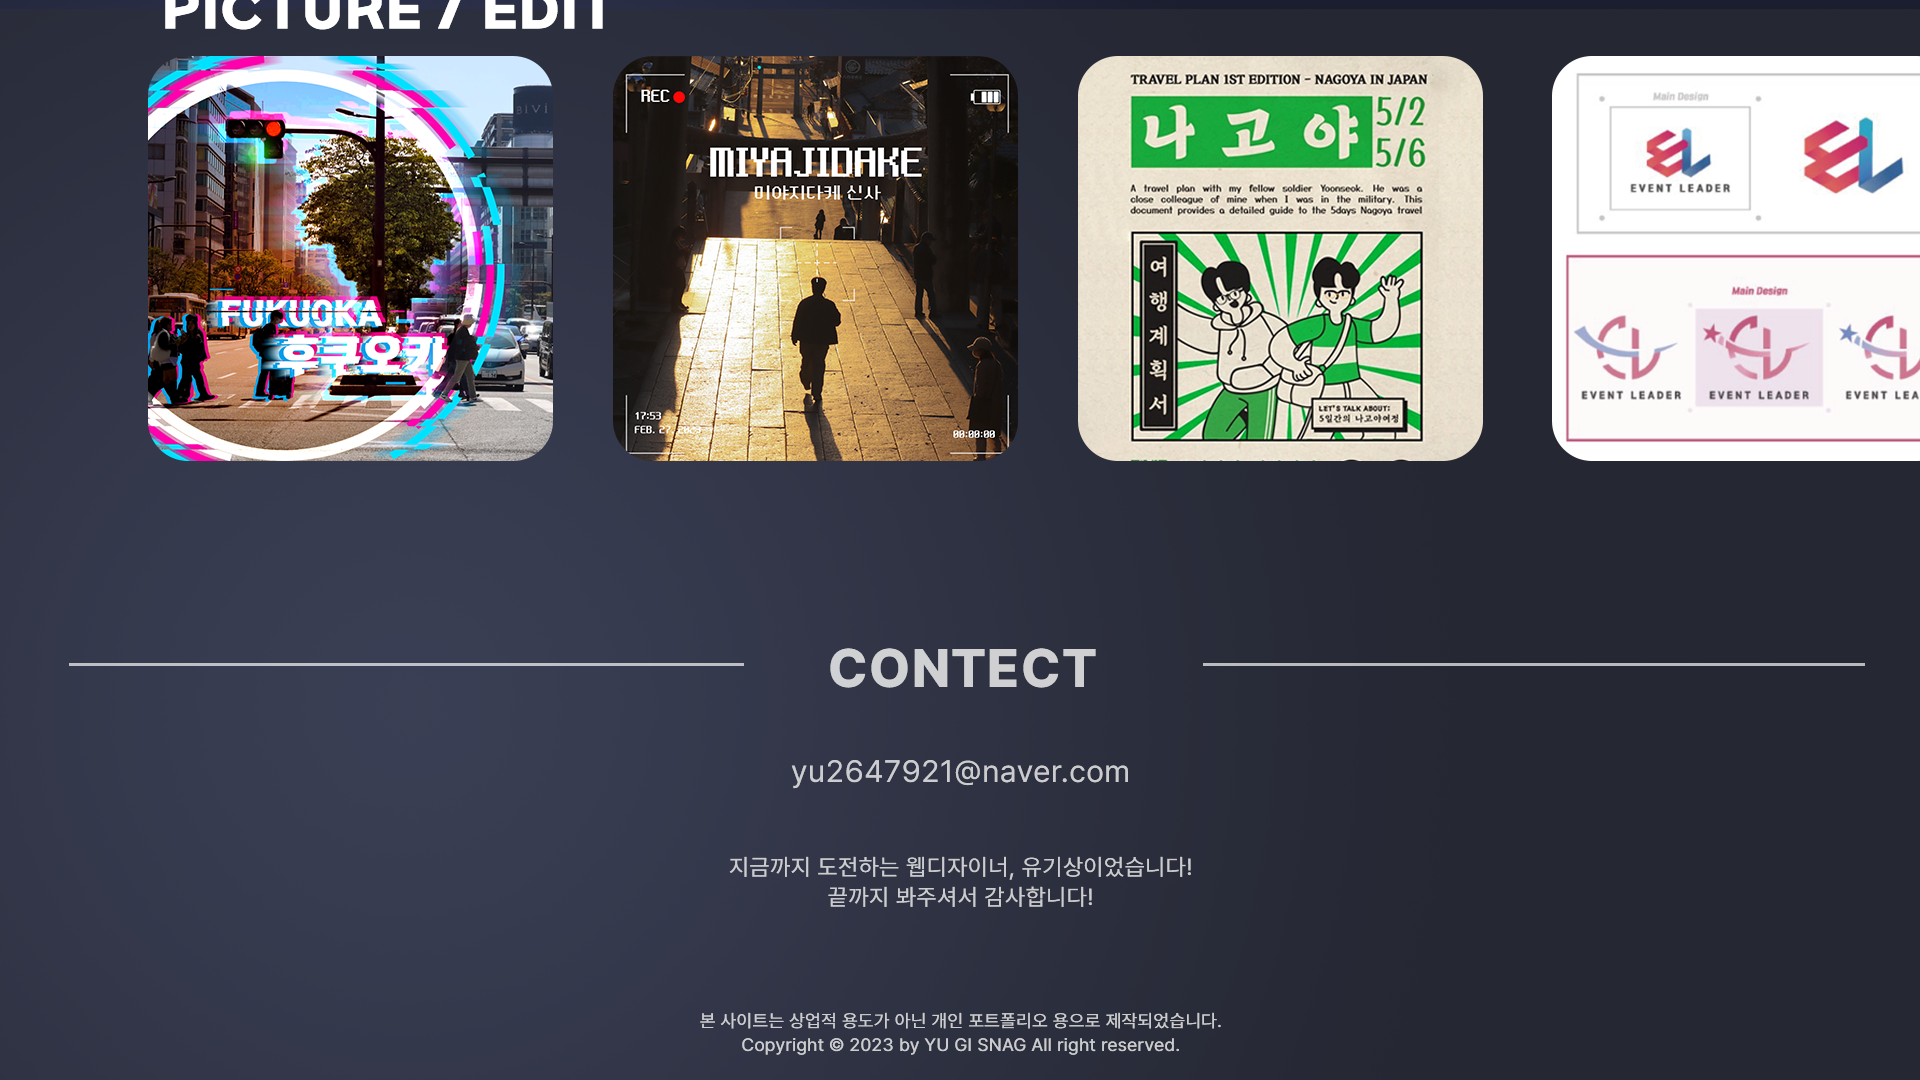 PICTURE / EDIT
FUKUOKA
후쿠오카
REC
MIYAJIDAKE
미야지다케 신사
17:53
FEB. 27. 2023
00:00:00
TRAVEL PLAN 1ST EDITION - NAGOYA IN JAPAN
나고야
5/2
5/6
A travel plan with my fellow soldier Yoonseok. He was a
close colleague of mine when I was in the military. This
document provides a detailed guide to the 5days Nagoya travel
여행계획서
LET'S TALK ABOUT:
5일간의 나고야여정
Main Design
EVENT LEADER
Main Design
EVENT LEADER
EVENT LEADER
EVENT LEA
CONTECT
yu2647921@naver.com
지금까지 도전하는 웹디자이너, 유기상이었습니다!
끝까지 봐주셔서 감사합니다!
본 사이트는 상업적 용도가 아닌 개인 포트폴리오 용으로 제작되었습니다.
Copyright © 2023 by YU GI SNAG All right reserved.